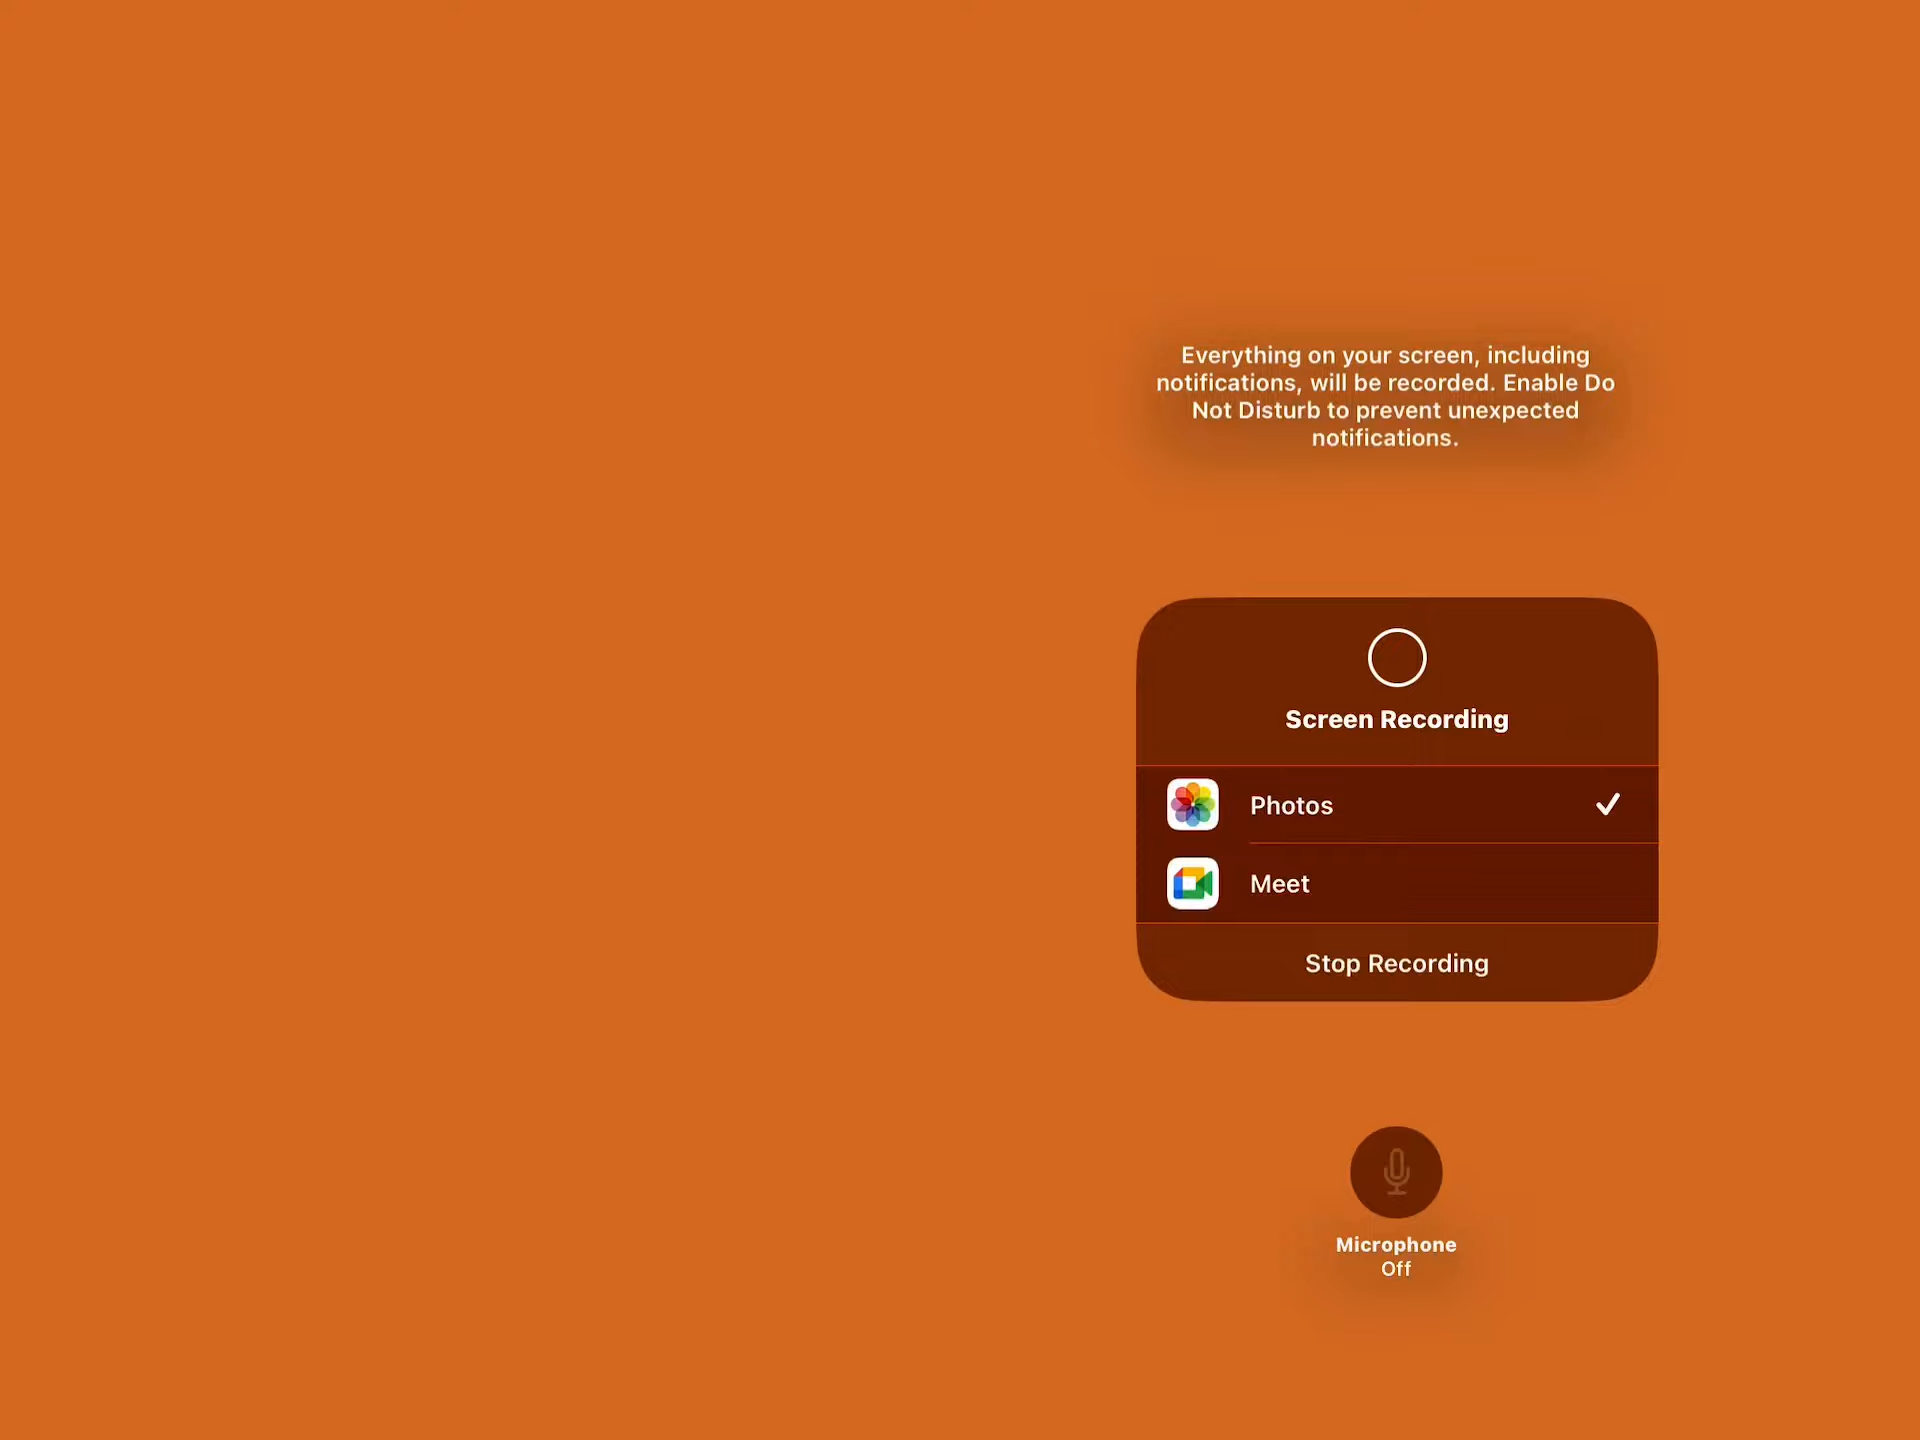 Everything on your screen, including
notifications, will be recorded. Enable Do
Not Disturb to prevent unexpected
notifications.
Screen Recording
Photos
Meet
Stop Recording
Microphone
Off